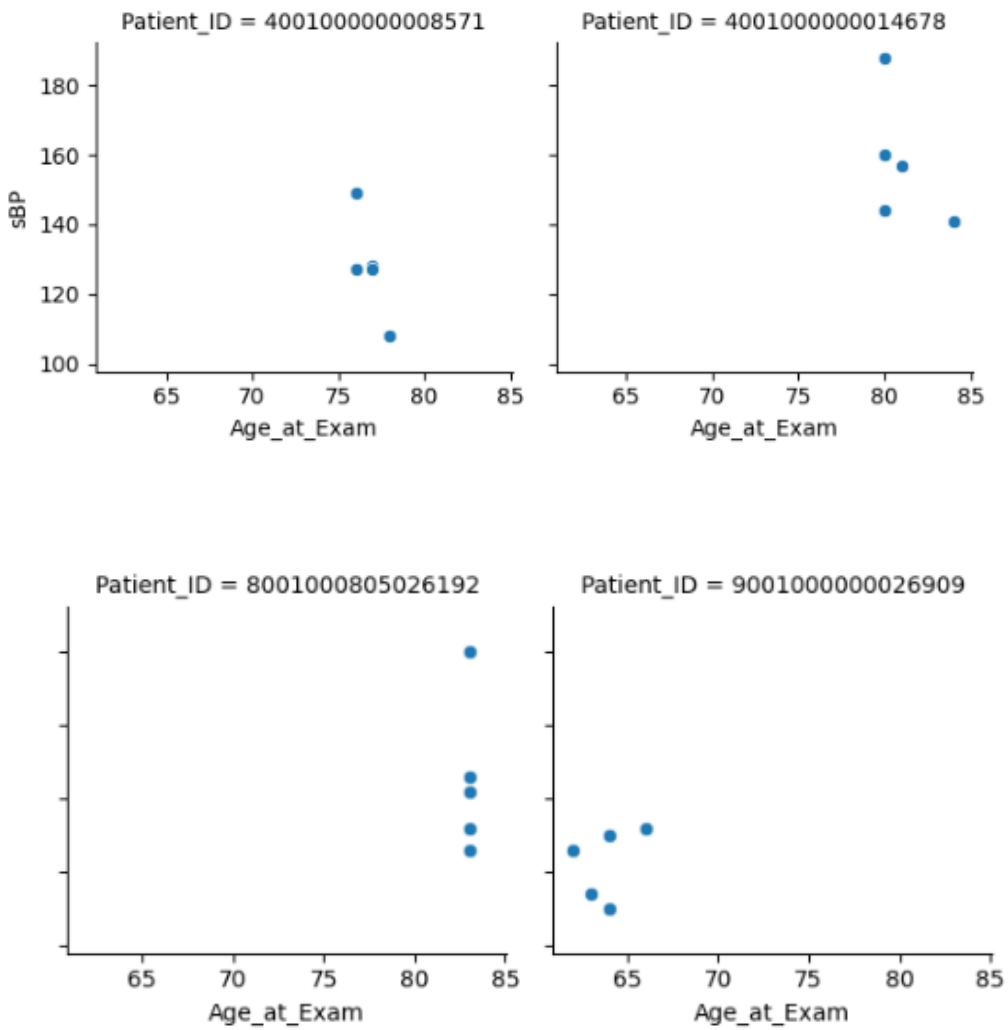 Patient_ID = 4001000000008571
Patient_ID = 4001000000014678
180
160
140
120
100
sBP
65 70 75 80 85
65 70 75 80 85
Age_at_Exam
Age_at_Exam
Patient_ID = 8001000805026192
Patient_ID = 9001000000026909
65 70 75 80 85
65 70 75 80 85
Age_at_Exam
Age_at_Exam